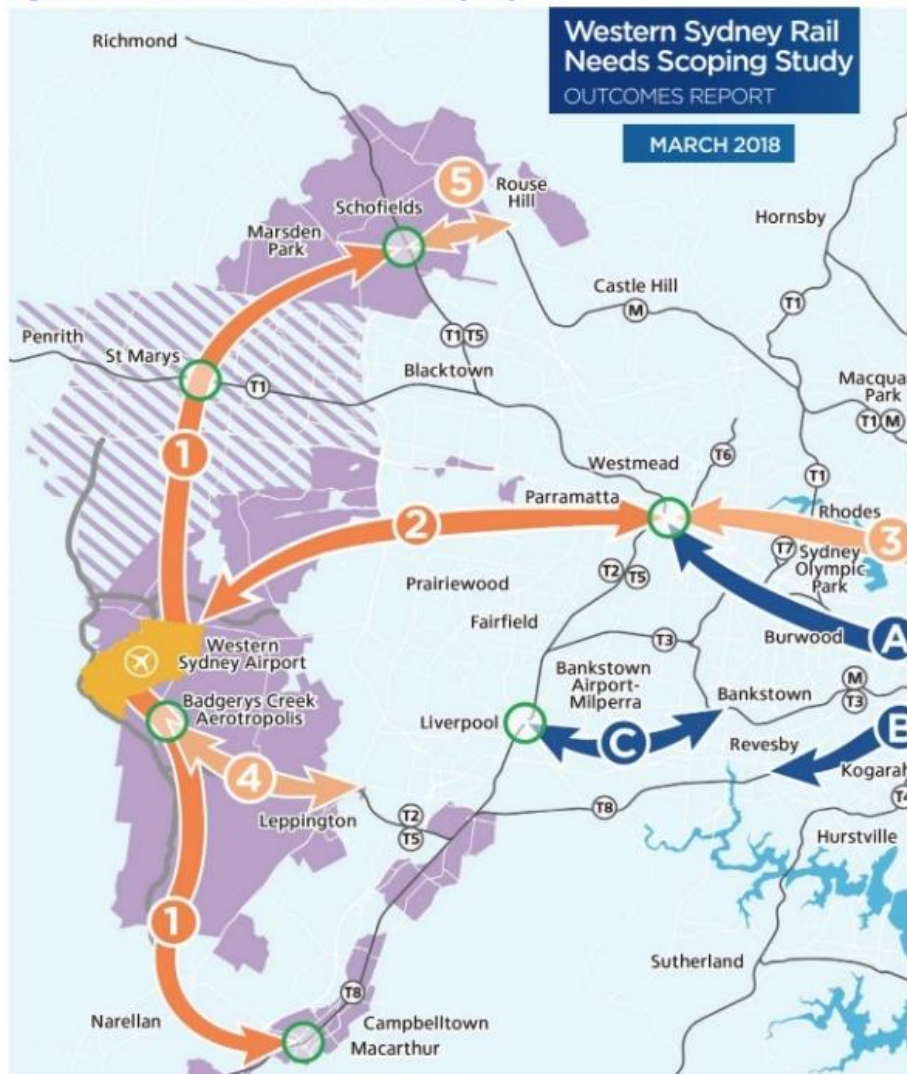 Western Sydney Rail
Needs Scoping Study
OUTCOMES REPORT
MARCH 2018
Richmond
5
Rouse
Hill
Schofields
Hornsby
Marsden
Park
Castle Hill
M
T1
Penrith
St Marys
T1
T1 T5
Blacktown
Macqua
Park
T1 M
1
Westmead
T6
T1
Parramatta
Rhodes
2
3
T7
Sydney
Olympic
Park
T2 T5
Prairiewood
Fairfield
T3
Burwood
A
Western
Sydney Airport
Bankstown
Airport-
Milperra
M
T3
Badgerys Creek
Aerotropolis
Liverpool
Bankstown
C
Revesby
B
4
Kogarah
T4
Leppington
T2
T5
T8
Hurstville
1
Sutherland
T8
Narellan
Campbelltown
Macarthur